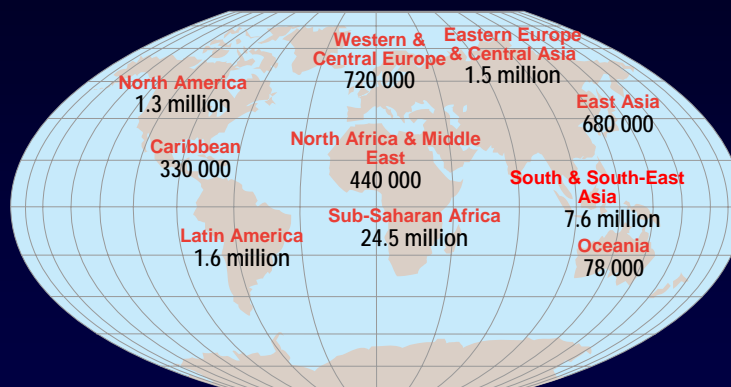 Western &
Central Europe
720 000
Eastern Europe
& Central Asia
1.5 million
North America
1.3 million
East Asia
680 000
Caribbean
330 000
North Africa & Middle
East
440 000
South & South-East
Asia
7.6 million
Sub-Saharan Africa
24.5 million
Latin America
1.6 million
Oceania
78 000